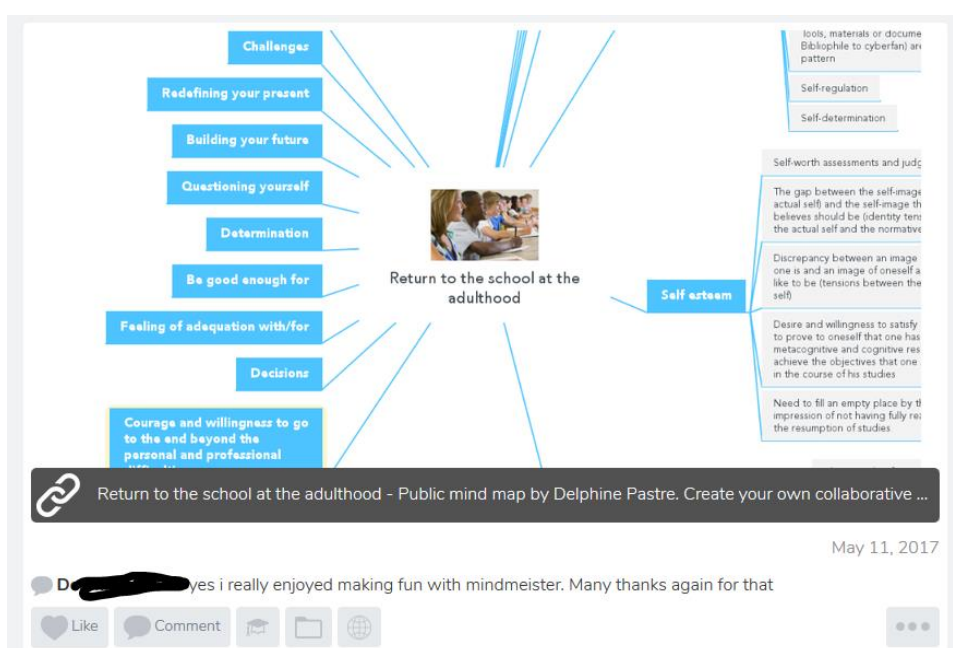 Challenges
Redefining your present
Building your future
Questioning yourself
Determination
Be good enough for
Feeling of adequation with/for
Decisions
Courage and willingness to go
to the end beyond the
personal and professional
Return to the school at the
adulthood
Self esteem
Tools, materials or docume
Bibliophile to cyberfan) are
pattern
Self-regulation
Self-determination
Self-worth assessments and judg
The gap between the self-image
actual self) and the self-image th
believes should be (identity tens
the actual self and the normative
Discrepancy between an image
one is and an image of oneself a
like to be (tensions between the
self)
Desire and willingness to satisfy
to prove to oneself that one has
metacognitive and cognitive res
achieve the objectives that one
in the course of his studies
Need to fill an empty place by th
impression of not having fully rea
the resumption of studies
Return to the school at the adulthood - Public mind map by Delphine Pastre. Create your own collaborative ...
May 11, 2017
yes i really enjoyed making fun with mindmeister. Many thanks again for that
Like
Comment